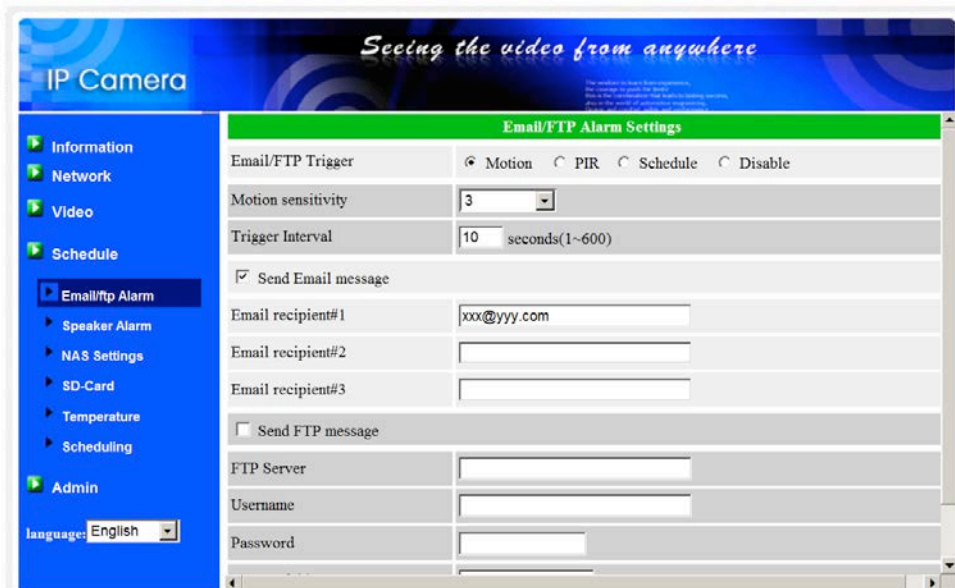 Seeing the video from anywhere
IP Camera
Information
Network
Video
Schedule
Email/ftp Alarm
Speaker Alarm
NAS Settings
SD-Card
Temperature
Scheduling
Admin
language: English
Email/FTP Alarm Settings
Email/FTP Trigger Motion PIR Schedule Disable
Motion sensitivity 3
Trigger Interval 10 seconds(1~600)
Send Email message
Email recipient#1 xxx@yyy.com
Email recipient#2
Email recipient#3
Send FTP message
FTP Server
Username
Password